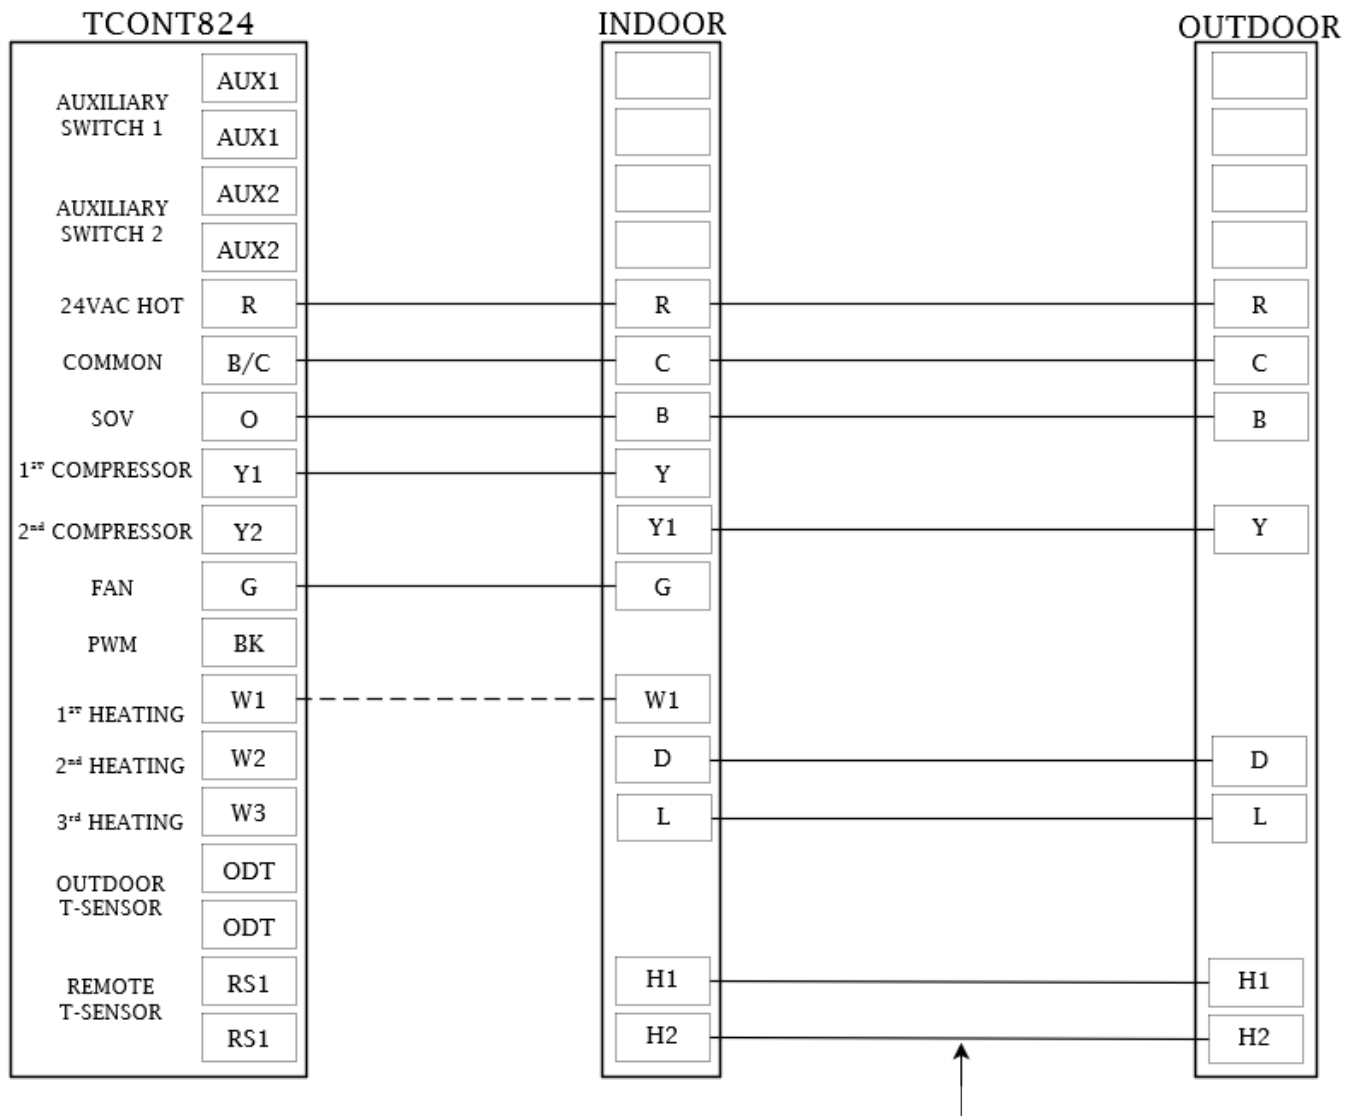 TCONT824
AUXILIARY
SWITCH 1
AUX1
AUX1
AUXILIARY
SWITCH 2
AUX2
AUX2
24VAC HOT
R
COMMON
B/C
SOV
O
1ST COMPRESSOR
Y1
2nd COMPRESSOR
Y2
FAN
G
PWM
BK
1ST HEATING
W1
2nd HEATING
W2
3rd HEATING
W3
OUTDOOR
T-SENSOR
ODT
ODT
REMOTE
T-SENSOR
RS1
RS1
INDOOR
R
C
B
Y
Y1
G
W1
D
L
H1
H2
OUTDOOR
R
C
B
Y
D
L
H1
H2